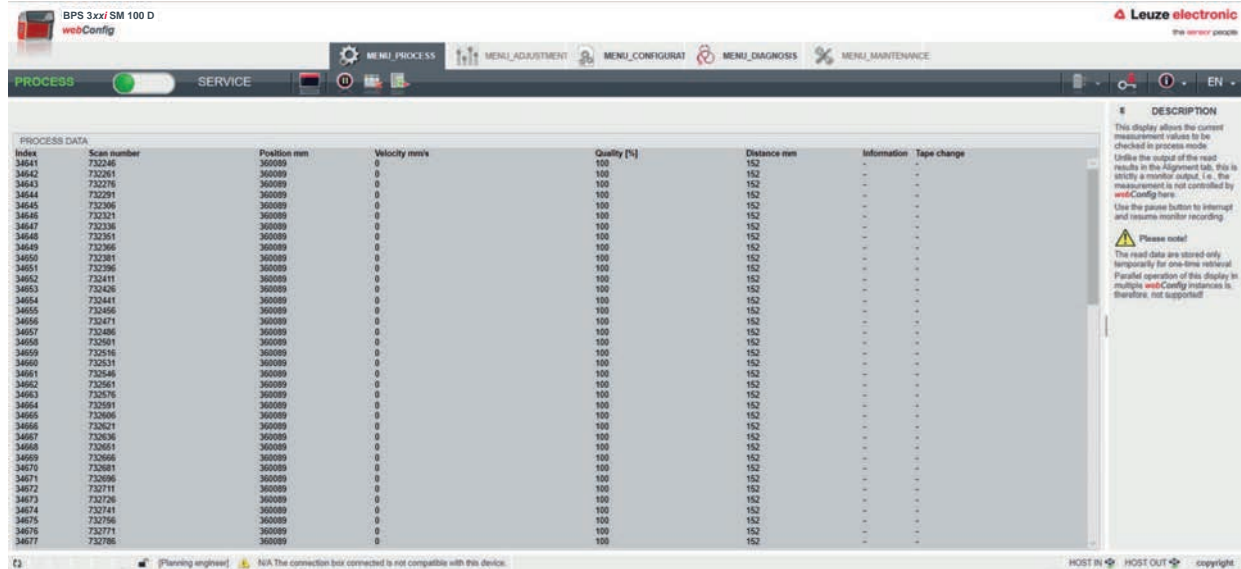 BPS 3xxi SM 100 D
webConfig
Leuze electronic
the sensor people
MENU_PROCESS MENU_ADJUSTMENT MENU_CONFIGURAT MENU_DIAGNOSIS MENU_MAINTENANCE
PROCESS SERVICE EN
PROCESS DATA
Index Scan number Position mm Velocity mm/s Quality [%] Distance mm Information Tape change
34641 732246 360089 0 100 152 - -
34642 732261 360089 0 100 152 - -
34643 732276 360089 0 100 152 - -
34644 732291 360089 0 100 152 - -
34645 732306 360089 0 100 152 - -
34646 732321 360089 0 100 152 - -
34647 732336 360089 0 100 152 - -
34648 732351 360089 0 100 152 - -
34649 732366 360089 0 100 152 - -
34650 732381 360089 0 100 152 - -
34651 732396 360089 0 100 152 - -
34652 732411 360089 0 100 152 - -
34653 732426 360089 0 100 152 - -
34654 732441 360089 0 100 152 - -
34655 732456 360089 0 100 152 - -
34656 732471 360089 0 100 152 - -
34657 732486 360089 0 100 152 - -
34658 732501 360089 0 100 152 - -
34659 732516 360089 0 100 152 - -
34660 732531 360089 0 100 152 - -
34661 732546 360089 0 100 152 - -
34662 732561 360089 0 100 152 - -
34663 732576 360089 0 100 152 - -
34664 732591 360089 0 100 152 - -
34665 732606 360089 0 100 152 - -
34666 732621 360089 0 100 152 - -
34667 732636 360089 0 100 152 - -
34668 732651 360089 0 100 152 - -
34669 732666 360089 0 100 152 - -
34670 732681 360089 0 100 152 - -
34671 732696 360089 0 100 152 - -
34672 732711 360089 0 100 152 - -
34673 732726 360089 0 100 152 - -
34674 732741 360089 0 100 152 - -
34675 732756 360089 0 100 152 - -
34676 732771 360089 0 100 152 - -
34677 732786 360089 0 100 152 - -
DESCRIPTION
This display allows the current
measurement values to be
checked in process mode
Unlike the output of the read
results in the Alignment tab, this is
strictly a monitor output, i.e., the
measurement is not controlled by
webConfig here.
Use the pause button to interrupt
and resume monitor recording.
Please note!
The read data are stored only
temporarily for one-time retrieval.
Parallel operation of this display in
multiple webConfig instances is,
therefore, not supported!
[Planning engineer] N/A The connection box connected is not compatible with this device. HOST IN HOST OUT copyright